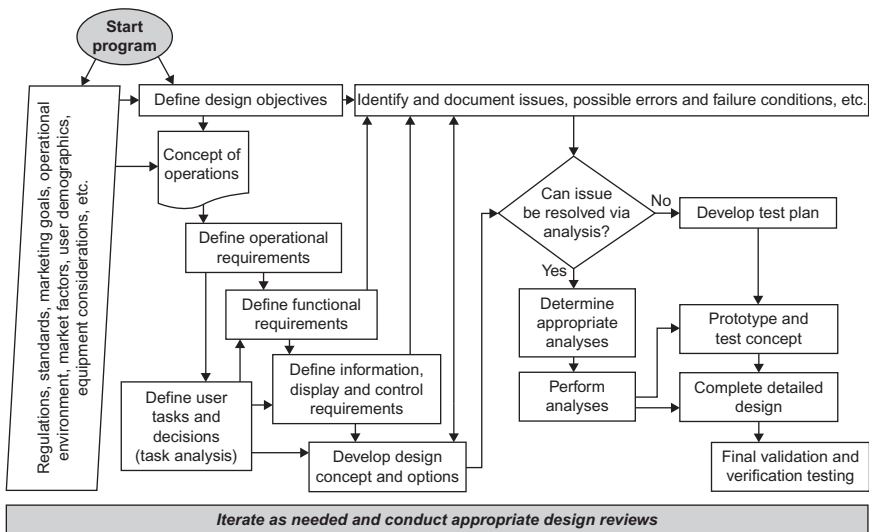 Start
program
Regulations, standards, marketing goals, operational
environment, market factors, user demographics,
equipment considerations, etc.
Define design objectives
Identify and document issues, possible errors and failure conditions, etc.
Concept of
operations
Define operational
requirements
Define functional
requirements
Define information,
display and control
requirements
Define user
tasks and
decisions
(task analysis)
Develop design
concept and options
Can issue
be resolved via
analysis?
No
Develop test plan
Yes
Determine
appropriate
analyses
Prototype and
test concept
Perform
analyses
Complete detailed
design
Final validation and
verification testing
Iterate as needed and conduct appropriate design reviews